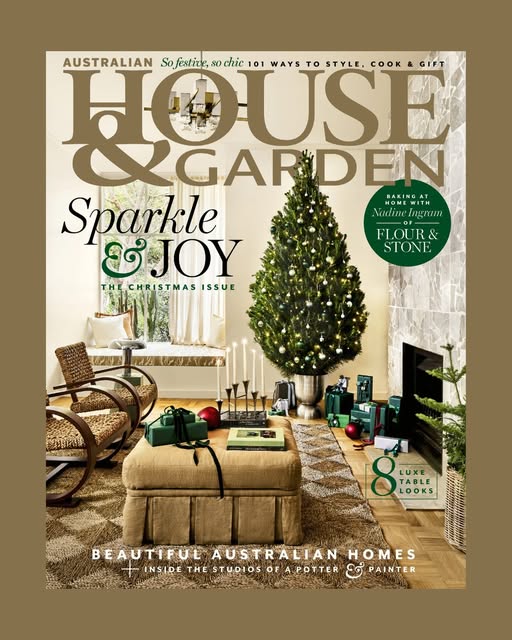 AUSTRALIAN So festive, so chic 101 WAYS TO STYLE, COOK & GIFT
HOUSE
& GARDEN
BAKING AT
HOME WITH
Nadine Ingram
OF
FLOUR &
STONE
Sparkle
& JOY
THE CHRISTMAS ISSUE
8 LUXE
TABLE
LOOKS
BEAUTIFUL AUSTRALIAN HOMES
+ INSIDE THE STUDIOS OF A POTTER & PAINTER